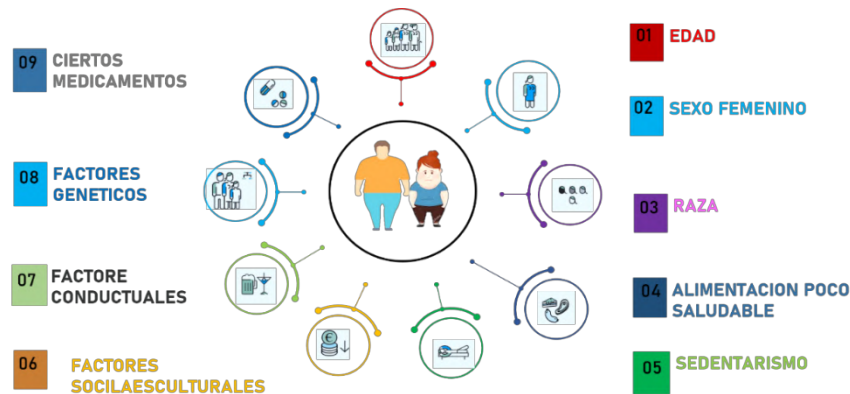 01 EDAD
02 SEXO FEMENINO
03 RAZA
04 ALIMENTACION POCO
SALUDABLE
05 SEDENTARISMO
06 FACTORES
SOCILAESCULTURALES
07 FACTORE
CONDUCTUALES
08 FACTORES
GENETICOS
09 CIERTOS
MEDICAMENTOS